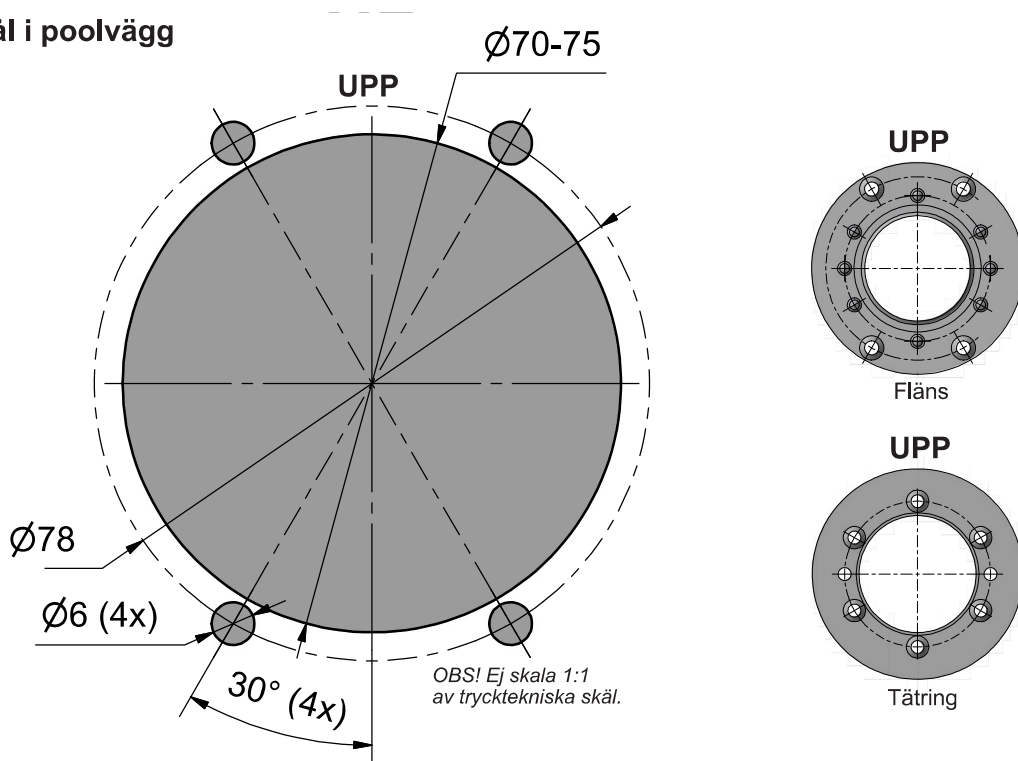 i poolvägg
Ø70-75
UPP
UPP
Fläns
UPP
Ø78
Ø6 (4x)
30° (4x)
OBS! Ej skala 1:1
av trycktekniska skäl.
Tätring